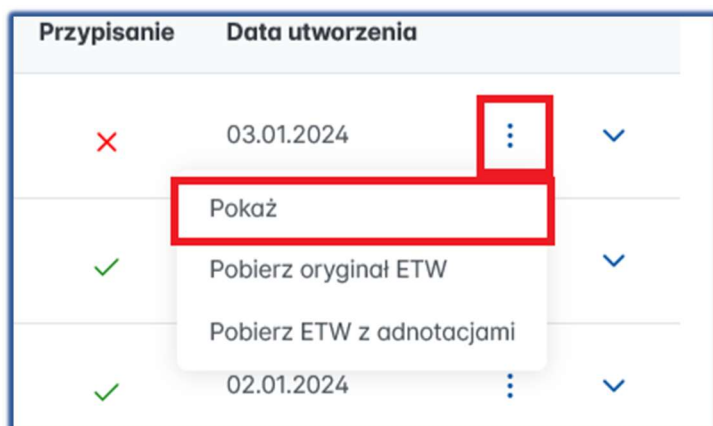 Przypisanie Data utworzenia
03.01.2024
Pokaż
Pobierz oryginał ETW
Pobierz ETW z adnotacjami
02.01.2024